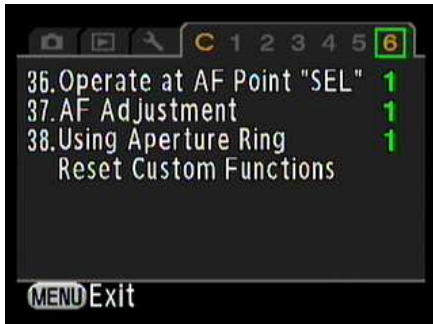 C 1 2 3 4 5 6
36.Operate at AF Point "SEL" 1
37.AF Adjustment 1
38.Using Aperture Ring 1
Reset Custom Functions
MENU Exit